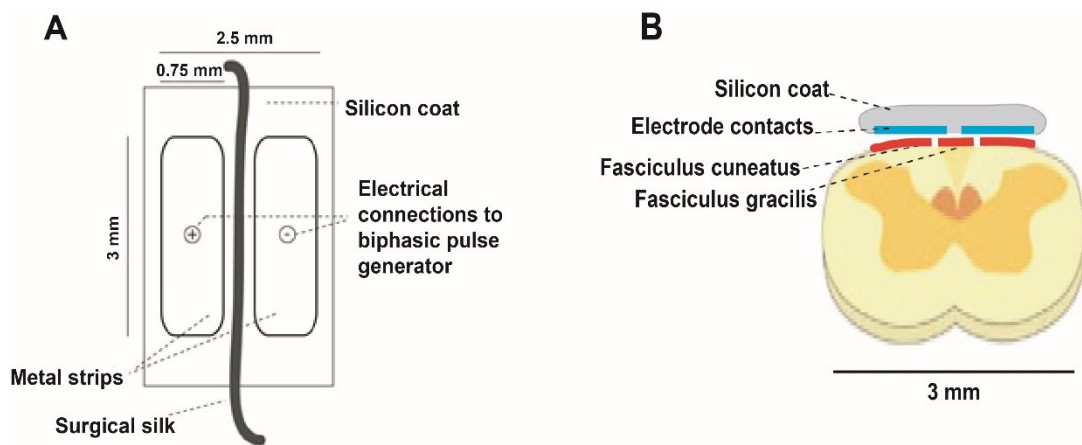 A
2.5 mm
0.75 mm
Silicon coat
3 mm
+
-
Electrical
connections to
biphasic pulse
generator
Metal strips
Surgical silk
B
Silicon coat
Electrode contacts
Fasciculus cuneatus
Fasciculus gracilis
3 mm